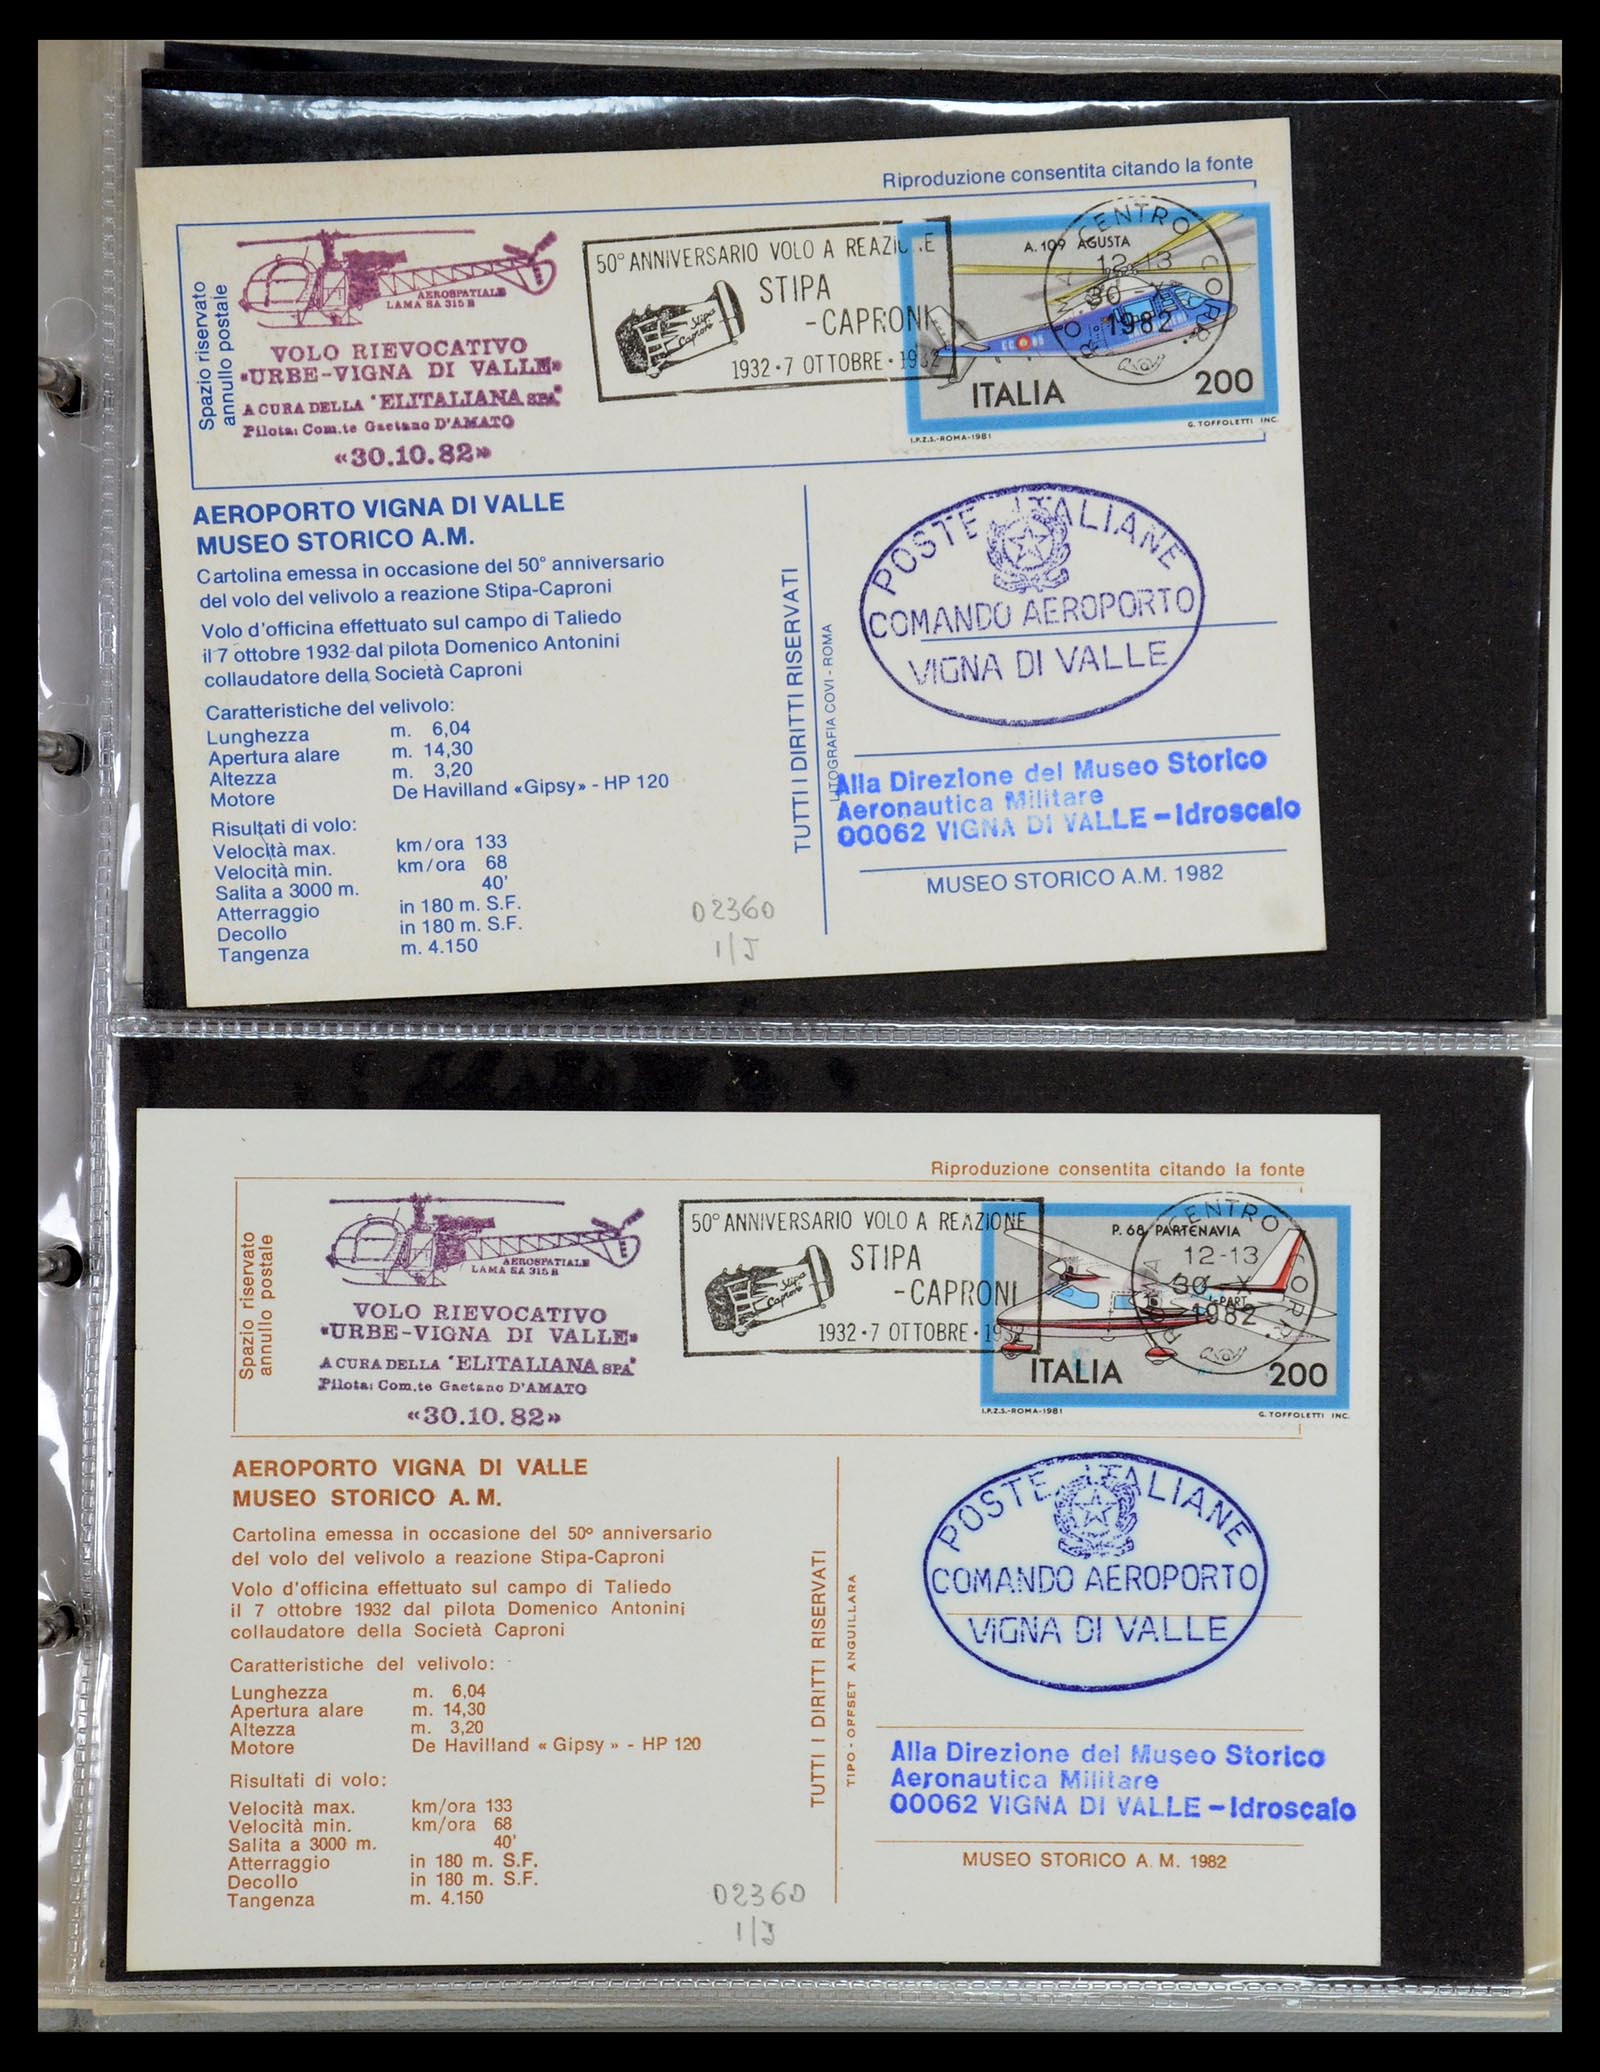 Riproduzione consentita citando la fonte
Spazio riservato
annullo postale
AEROSPATIALE
LAMA SA 315 B
VOLO RIEVOCATIVO
«URBE-VIGNA DI VALLE»
A CURA DELLA "ELITALIANA SPA"
Pilota: Com.te Gaetano D'AMATO
«30.10.82»
50° ANNIVERSARIO VOLO A REAZIONE
STIPA
-CAPRONI
Stipa
Caproni
1932 · 7 OTTOBRE · 1982
A. 109 AGUSTA
ITALIA 200
I.P.Z.S.-ROMA-1981 G. TOFFOLETTI INC.
ROMA CENTRO CORR.
12-13
30-X
1982
AEROPORTO VIGNA DI VALLE
MUSEO STORICO A.M.
Cartolina emessa in occasione del 50° anniversario
del volo del velivolo a reazione Stipa-Caproni
Volo d'officina effettuato sul campo di Taliedo
il 7 ottobre 1932 dal pilota Domenico Antonini
collaudatore della Società Caproni
Caratteristiche del velivolo:
Lunghezza m. 6,04
Apertura alare m. 14,30
Altezza m. 3,20
Motore De Havilland «Gipsy» - HP 120
Risultati di volo:
Velocità max. km/ora 133
Velocità min. km/ora 68
Salita a 3000 m. 40'
Atterraggio in 180 m. S.F.
Decollo in 180 m. S.F.
Tangenza m. 4.150
02360
1/J
TUTTI I DIRITTI RISERVATI
LITOGRAFIA COVI - ROMA
POSTE ITALIANE
COMANDO AEROPORTO
VIGNA DI VALLE
Alla Direzione del Museo Storico
Aeronautica Militare
00062 VIGNA DI VALLE - Idroscalo
MUSEO STORICO A.M. 1982
Riproduzione consentita citando la fonte
Spazio riservato
annullo postale
AEROSPATIALE
LAMA SA 315 B
VOLO RIEVOCATIVO
«URBE-VIGNA DI VALLE»
A CURA DELLA "ELITALIANA SPA"
Pilota: Com.te Gaetano D'AMATO
«30.10.82»
50° ANNIVERSARIO VOLO A REAZIONE
STIPA
-CAPRONI
Stipa
Caproni
1932 · 7 OTTOBRE · 1982
P. 68 PARTENAVIA
I-PART
ITALIA 200
I.P.Z.S.-ROMA-1981 G. TOFFOLETTI INC.
ROMA CENTRO CORR.
12-13
30-X
1982
AEROPORTO VIGNA DI VALLE
MUSEO STORICO A. M.
Cartolina emessa in occasione del 50° anniversario
del volo del velivolo a reazione Stipa-Caproni
Volo d'officina effettuato sul campo di Taliedo
il 7 ottobre 1932 dal pilota Domenico Antonini
collaudatore della Società Caproni
Caratteristiche del velivolo:
Lunghezza m. 6,04
Apertura alare m. 14,30
Altezza m. 3,20
Motore De Havilland « Gipsy » - HP 120
Risultati di volo:
Velocità max. km/ora 133
Velocità min. km/ora 68
Salita a 3000 m. 40'
Atterraggio in 180 m. S.F.
Decollo in 180 m. S.F.
Tangenza m. 4.150
02360
1/J
TUTTI I DIRITTI RISERVATI
TIPO - OFFSET ANGUILLARA
POSTE ITALIANE
COMANDO AEROPORTO
VIGNA DI VALLE
Alla Direzione del Museo Storico
Aeronautica Militare
00062 VIGNA DI VALLE - Idroscalo
MUSEO STORICO A. M. 1982